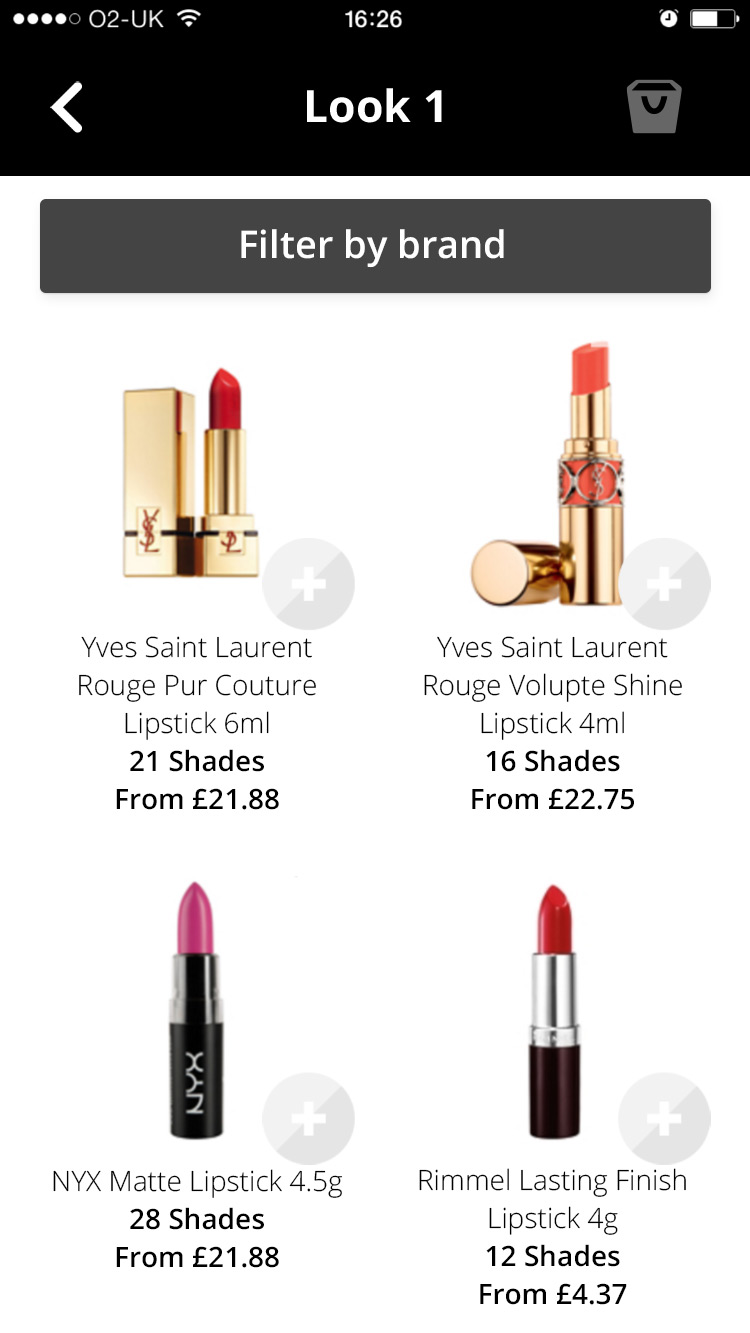 O2-UK 16:26
Look 1
Filter by brand
Yves Saint Laurent
Rouge Pur Couture
Lipstick 6ml
21 Shades
From £21.88
Yves Saint Laurent
Rouge Volupte Shine
Lipstick 4ml
16 Shades
From £22.75
NYX
NYX Matte Lipstick 4.5g
28 Shades
From £21.88
Rimmel Lasting Finish
Lipstick 4g
12 Shades
From £4.37